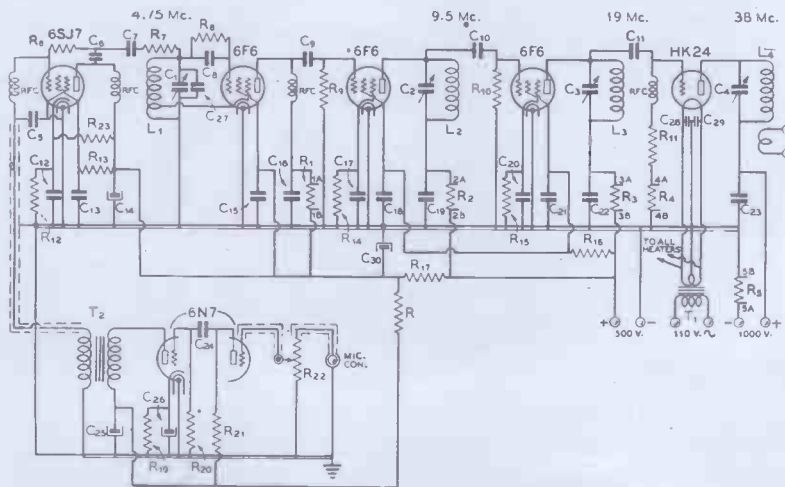 4.75 Mc. 9.5 Mc. 19 Mc. 38 Mc.
6SJ7 C7 R7 R8 6F6 C9 6F6 C10 6F6 C11 HK24 L4
R6 C6
RFC RFC C1 C8 RFC R9 C2 R10 C3 RFC C4
C5 C27 C28 C29
L1 L2 L3 R11
R23
C12 R13 C16 R1 1A C17 2A C20 3A 4A
C13 C14 C15 1B C18 C19 R2 C21 C22 R3 R4 C23
R12 R14 2B R15 3B 4B
C30 R16 TO ALL HEATERS 5B
R17 R5
T2 6N7 R T1 5A
C24 + 500 V. - 110 V. ~ - 1000 V. +
MIC. CON.
R22
C26
C25 R21
R19 R20